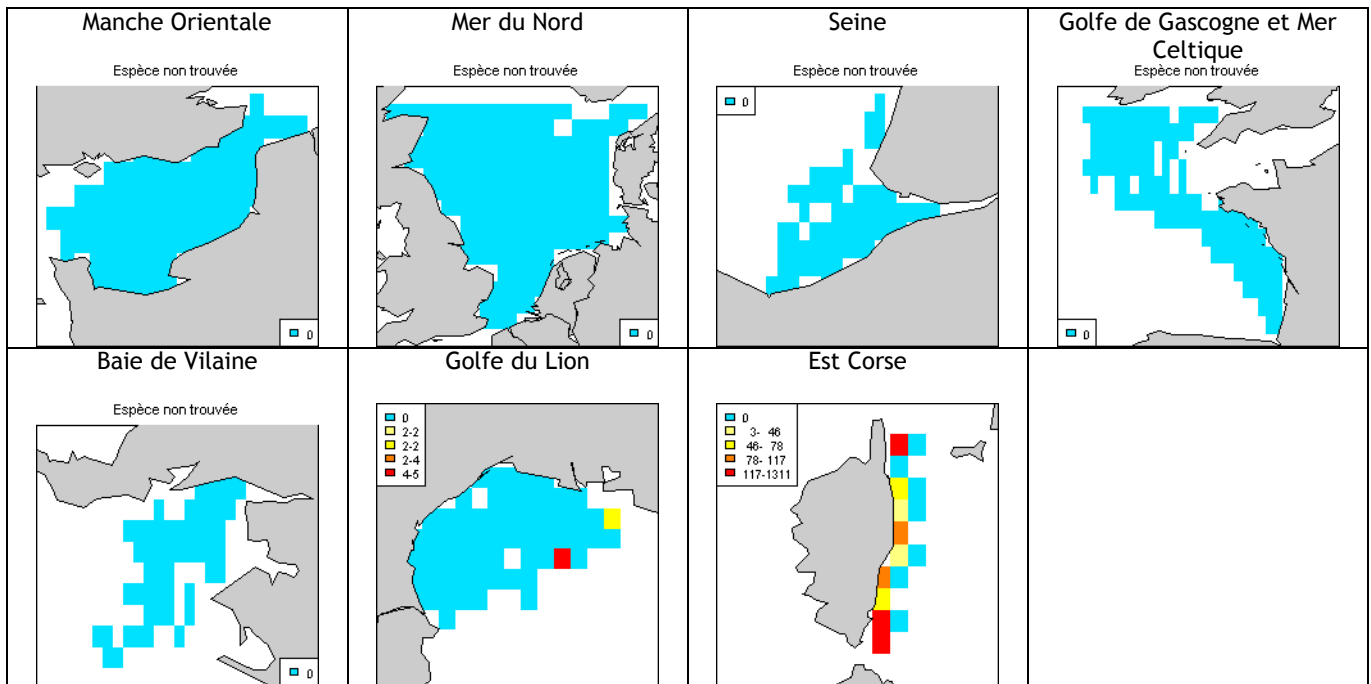 Manche Orientale
Espèce non trouvée
0
Mer du Nord
Espèce non trouvée
0
Seine
Espèce non trouvée
0
Golfe de Gascogne et Mer
Celtique
Espèce non trouvée
0
Baie de Vilaine
Espèce non trouvée
0
Golfe du Lion
0
2-2
2-2
2-4
4-5
Est Corse
0
3- 46
46- 78
78- 117
117-1311